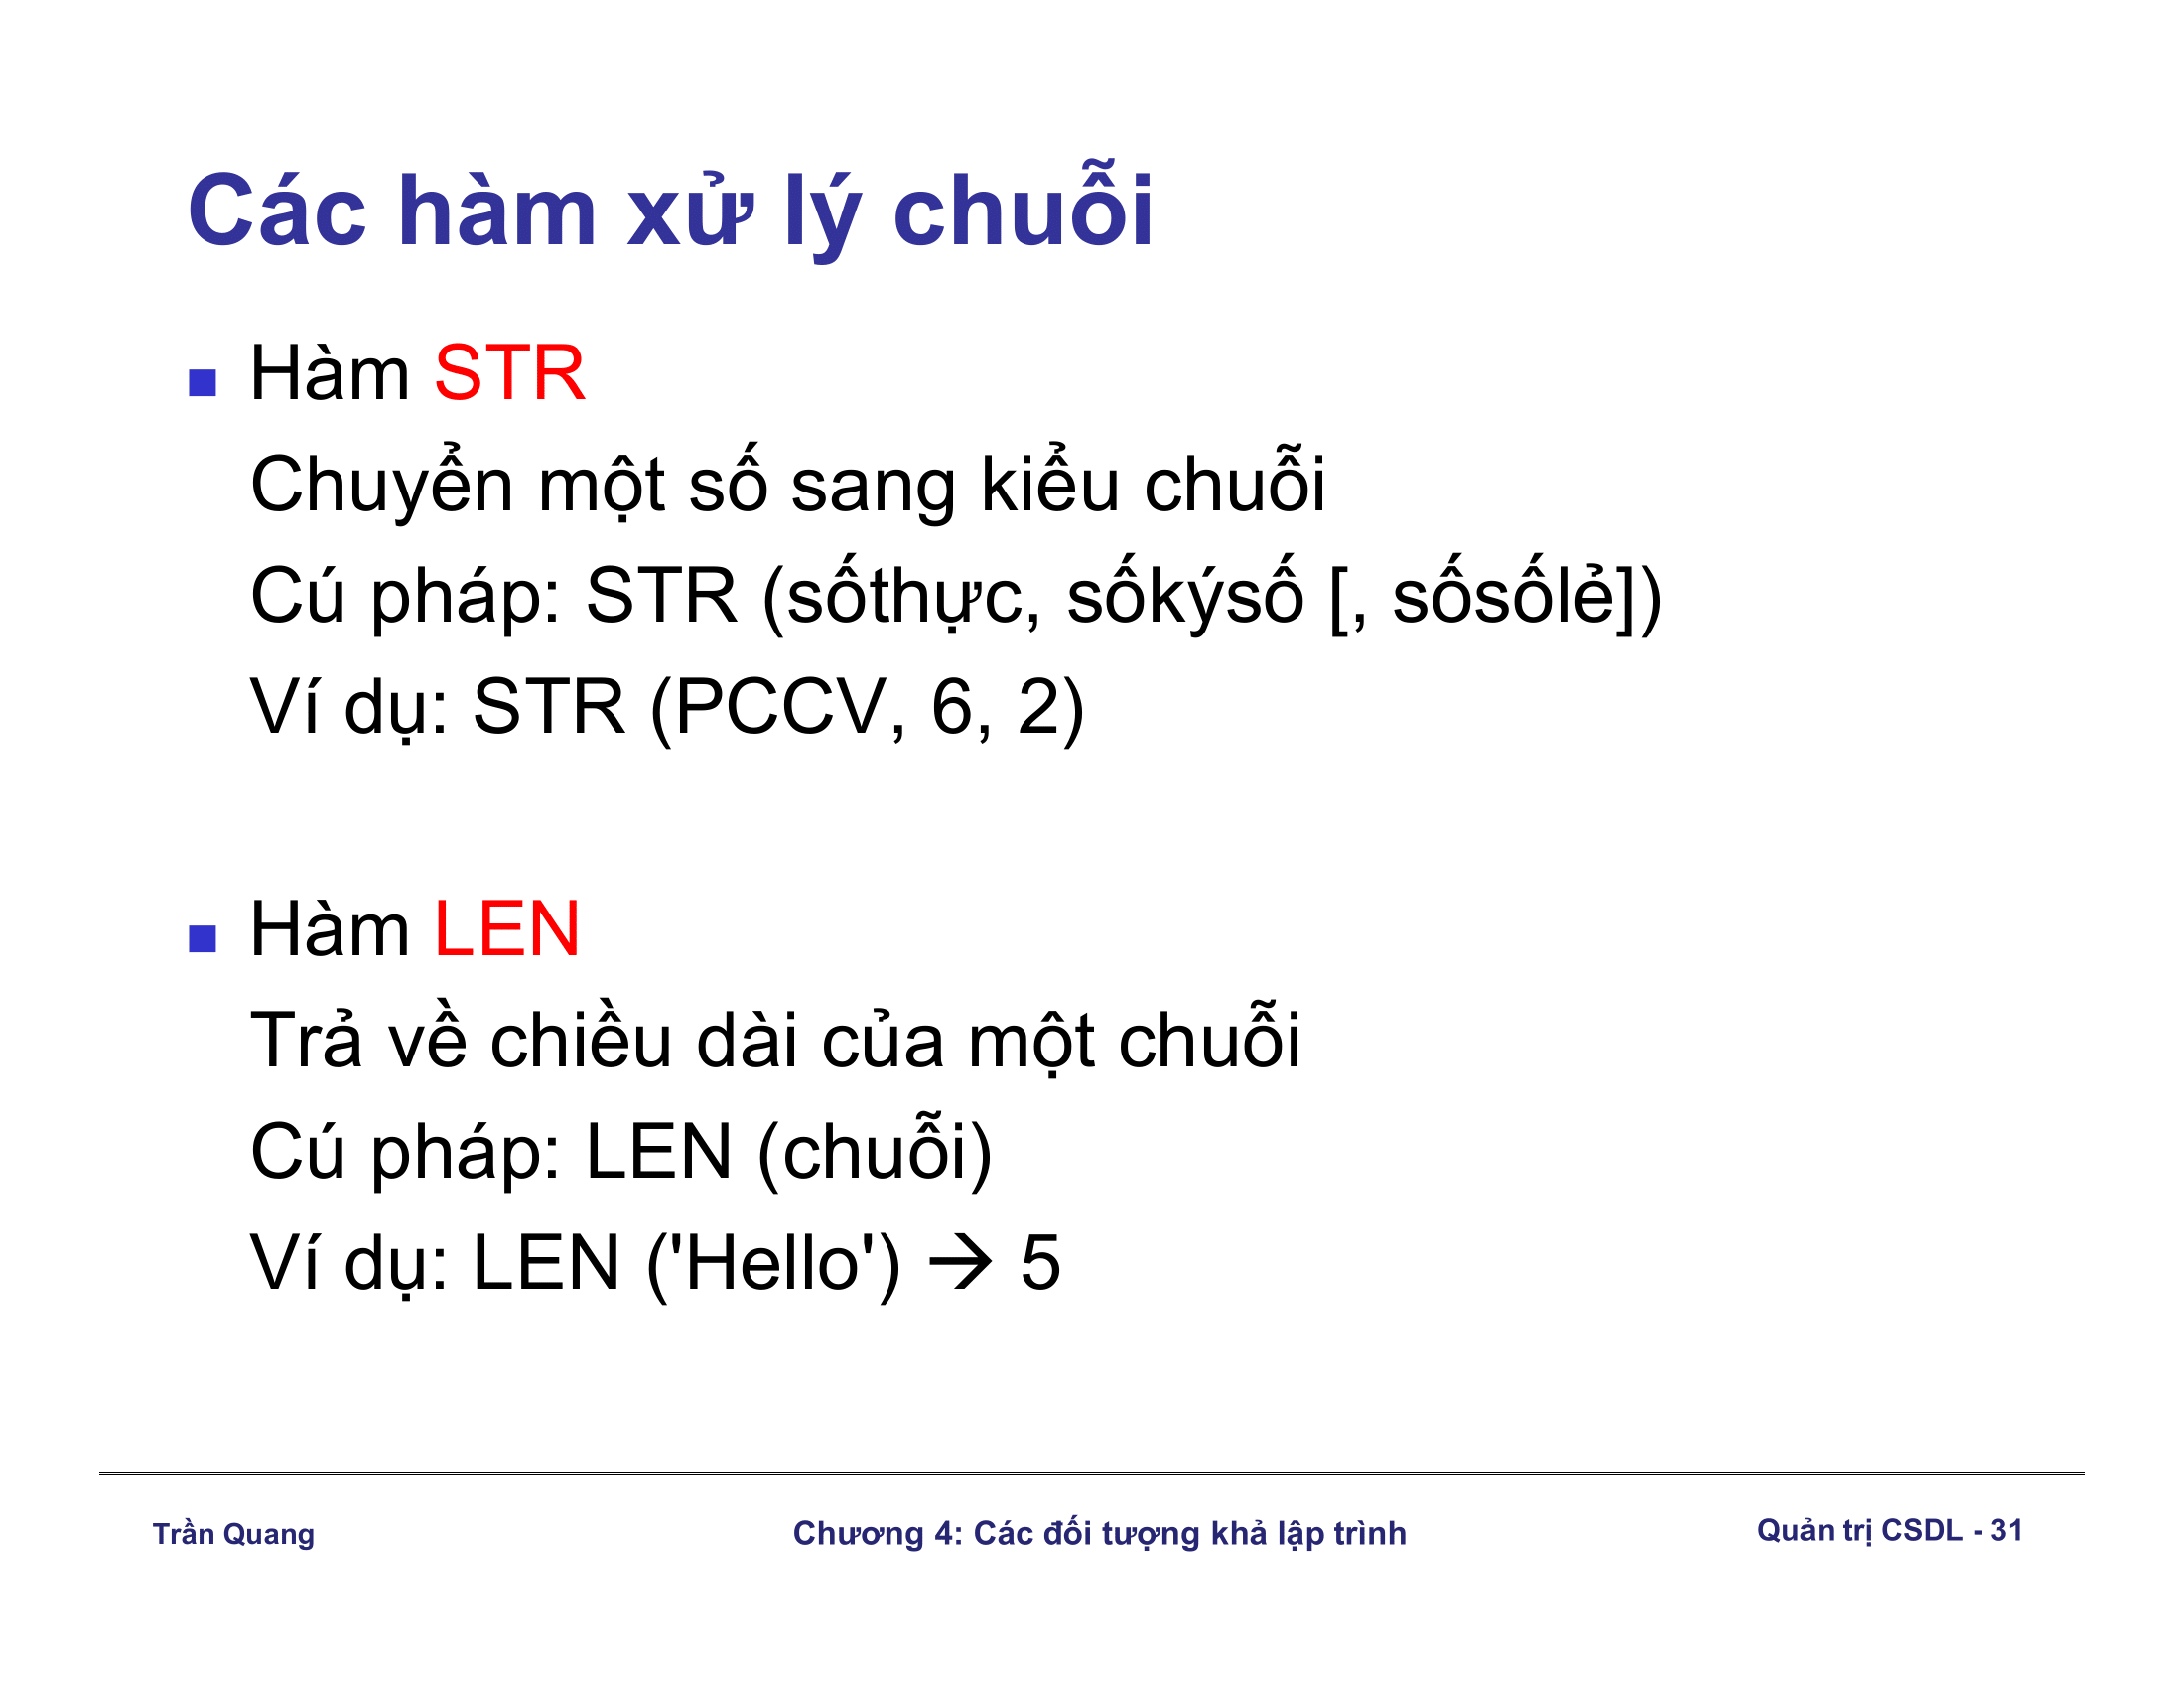 Các hàm xử lý chuỗi
Hàm STR
Chuyển một số sang kiểu chuỗi
Cú pháp: STR (sốthực, sốkýsố [, sốsốlẻ])
Ví dụ: STR (PCCV, 6, 2)
Hàm LEN
Trả về chiều dài của một chuỗi
Cú pháp: LEN (chuỗi)
Ví dụ: LEN ('Hello') → 5
Trần Quang
Chương 4: Các đối tượng khả lập trình
Quản trị CSDL - 31